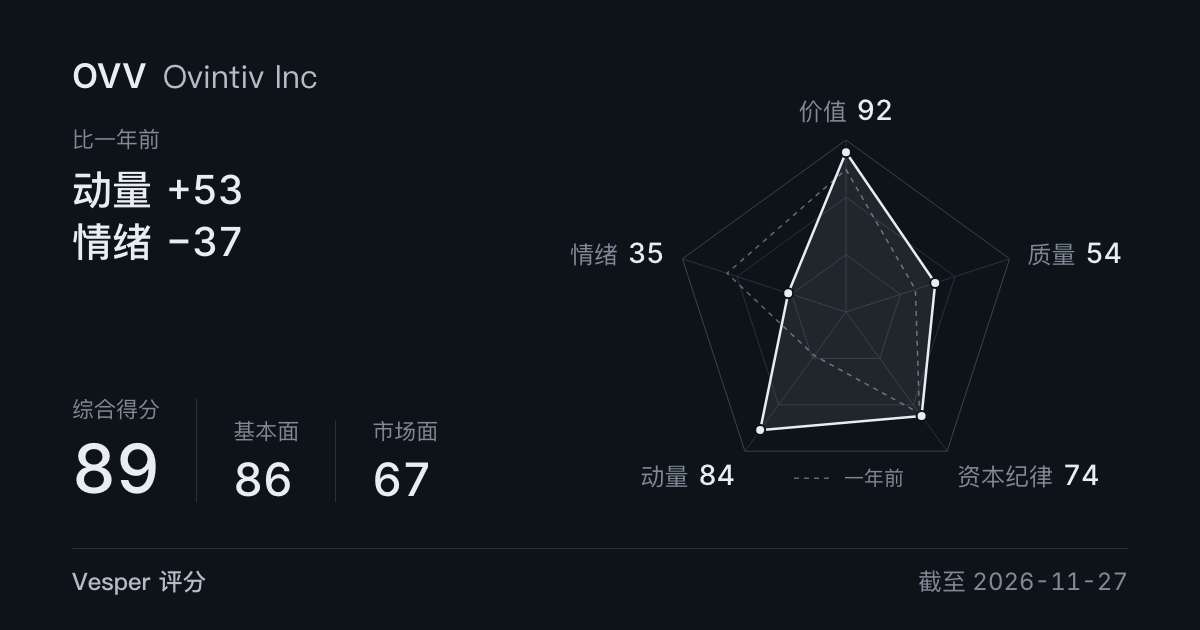 OVV Ovintiv Inc
比一年前
动量 +53
情绪 −37
综合得分
89
基本面
86
市场面
67
价值 92
质量 54
资本纪律 74
动量 84
情绪 35
一年前
Vesper 评分
截至 2026-11-27